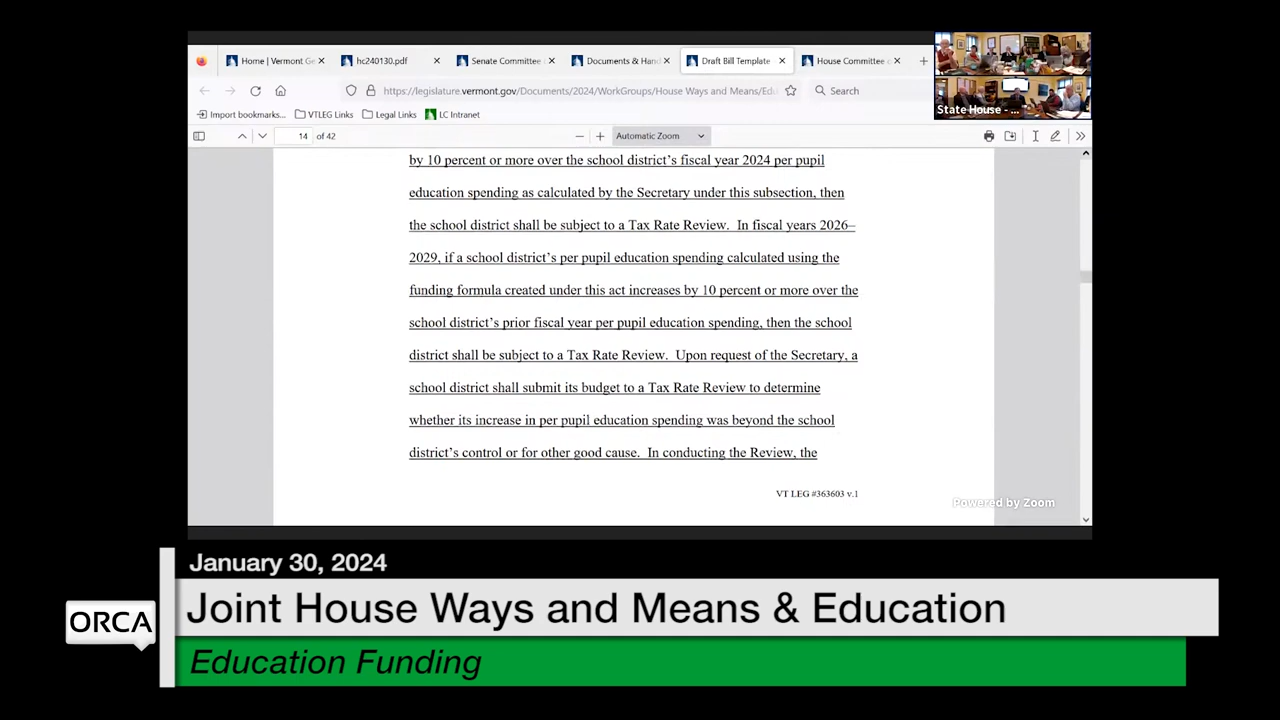 Home | Vermont Ge
hc240130.pdf
Senate Committee
Documents & Hand
Draft Bill Template
House Committee o
https://legislature.vermont.gov/Documents/2024/WorkGroups/House Ways and Means/Edu
Search
Import bookmarks...
VTLEG Links
Legal Links
LC Intranet
State House - ...
14 of 42
Automatic Zoom
by 10 percent or more over the school district's fiscal year 2024 per pupil
education spending as calculated by the Secretary under this subsection, then
the school district shall be subject to a Tax Rate Review.  In fiscal years 2026–
2029, if a school district's per pupil education spending calculated using the
funding formula created under this act increases by 10 percent or more over the
school district's prior fiscal year per pupil education spending, then the school
district shall be subject to a Tax Rate Review.  Upon request of the Secretary, a
school district shall submit its budget to a Tax Rate Review to determine
whether its increase in per pupil education spending was beyond the school
district's control or for other good cause.  In conducting the Review, the
VT LEG #363603 v.1
Powered by Zoom
January 30, 2024
Joint House Ways and Means & Education
ORCA
Education Funding